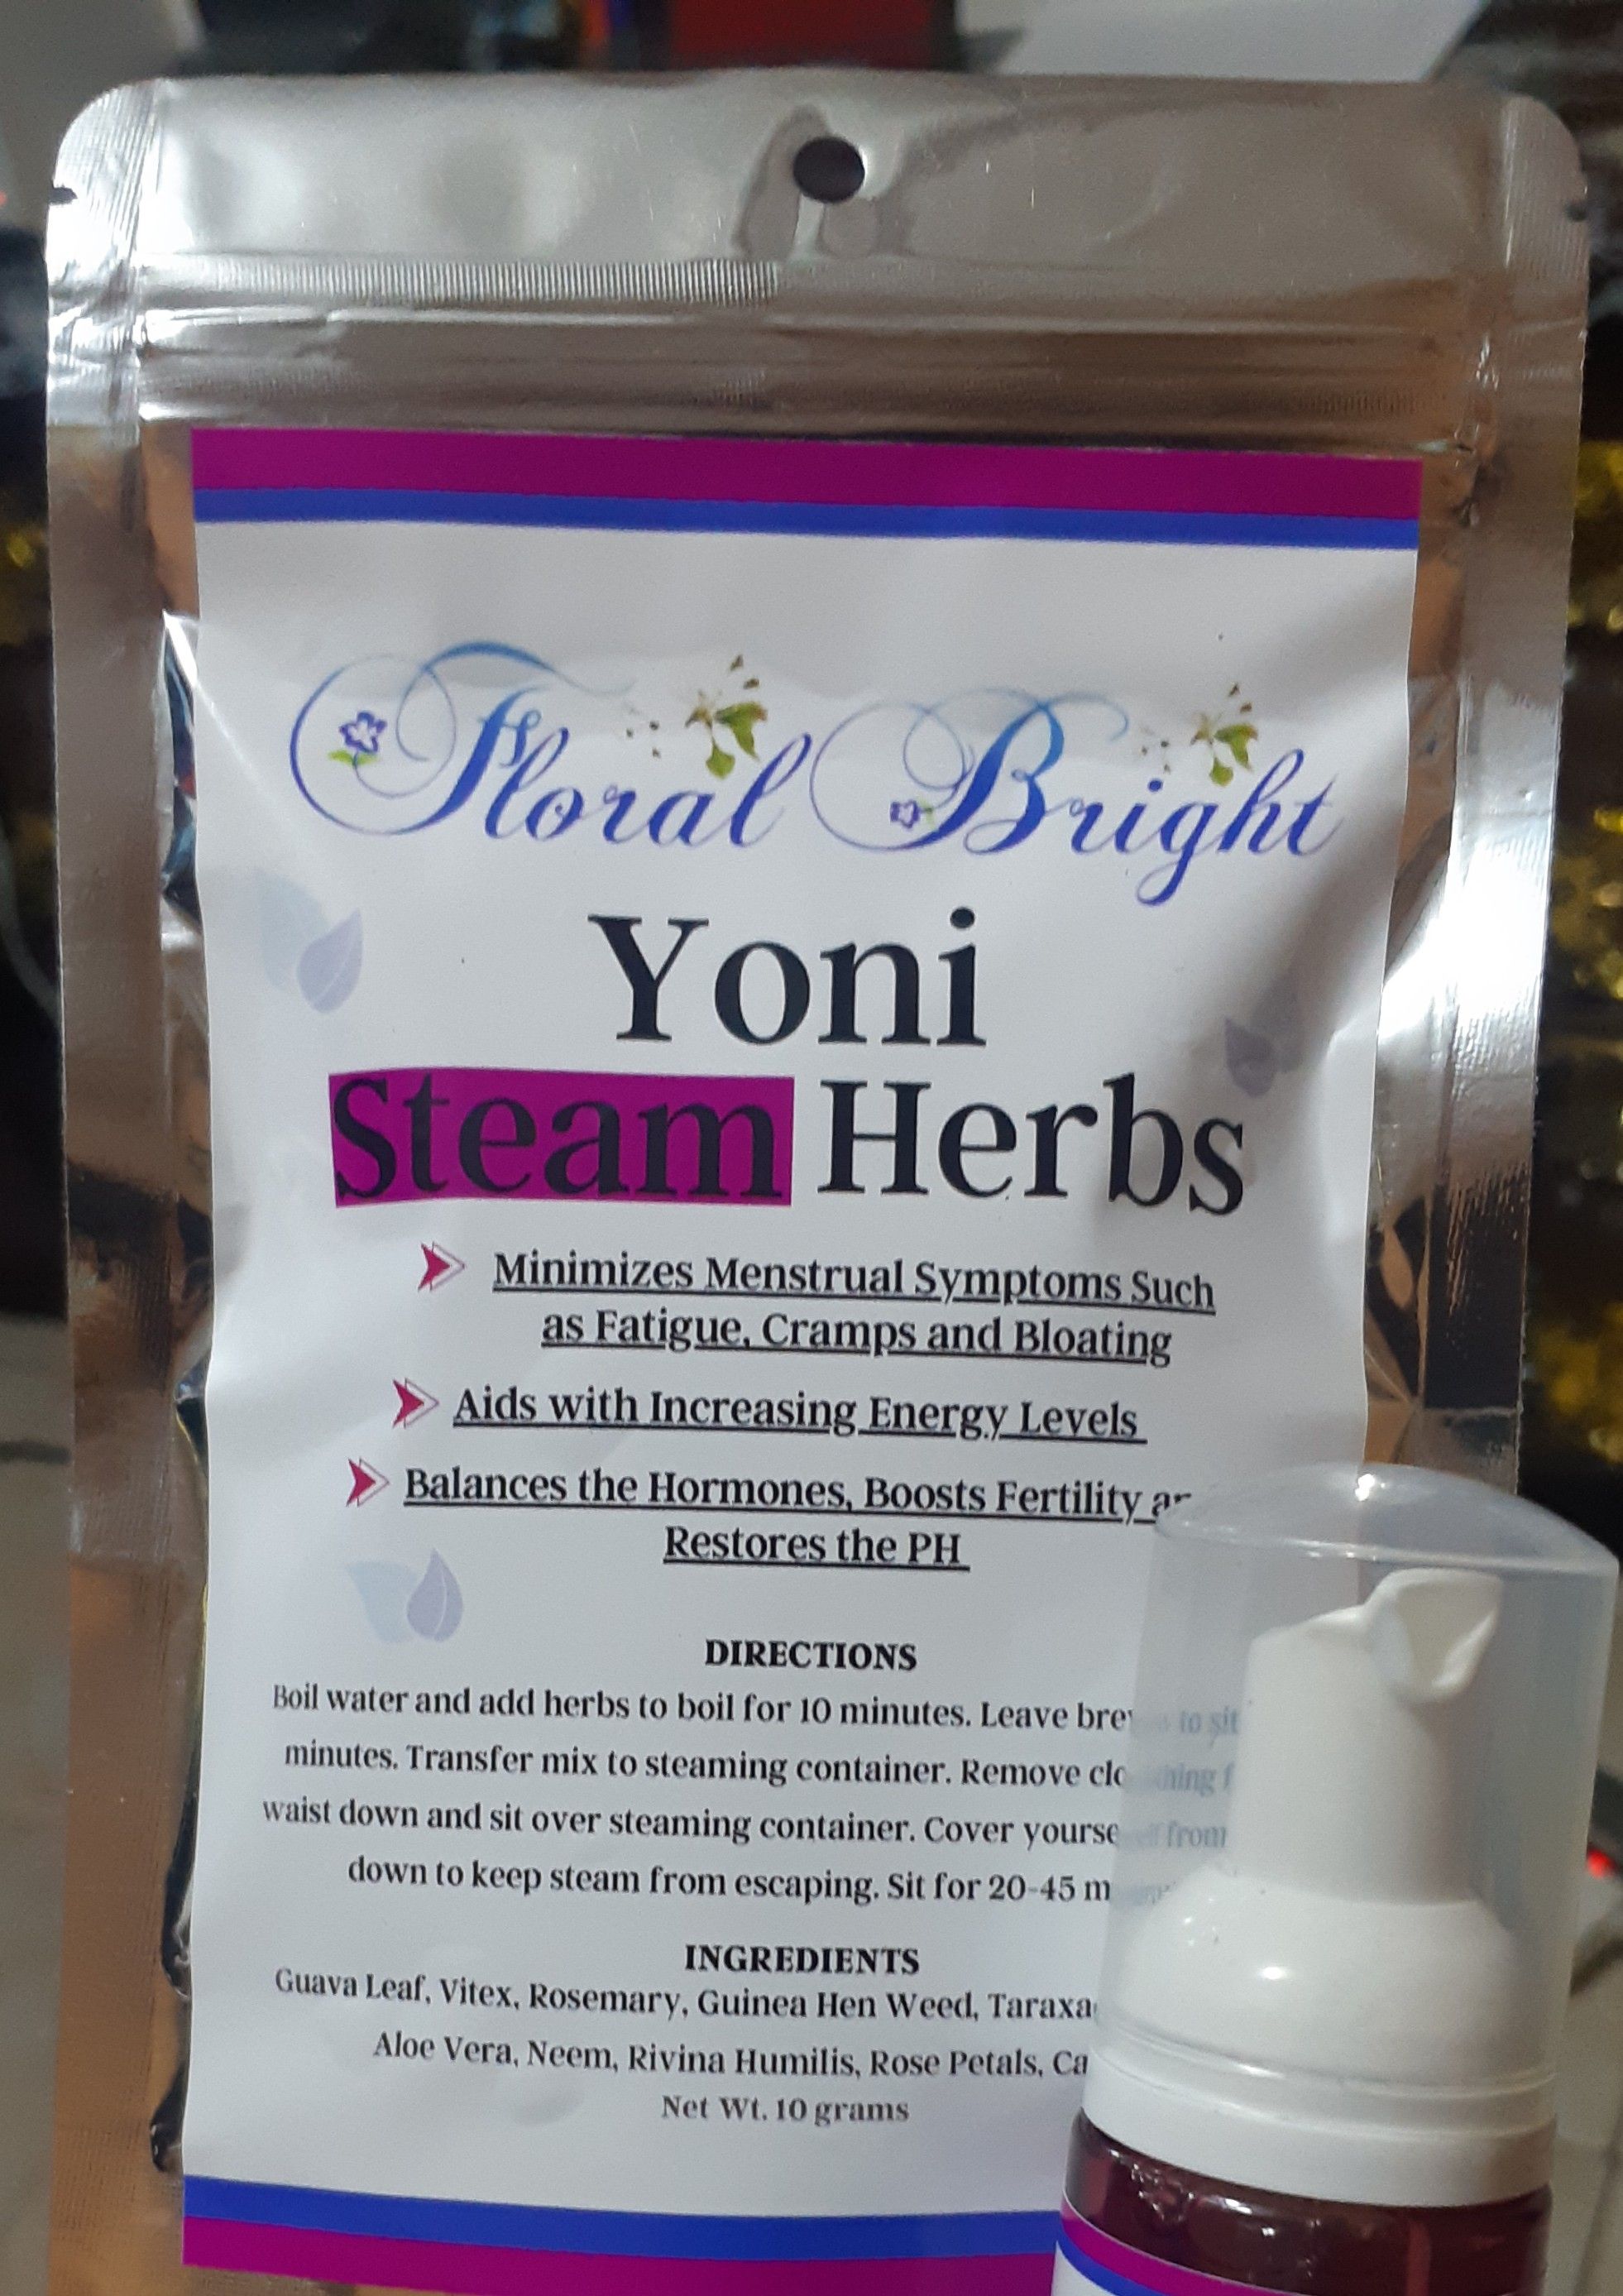 Floral Bright
Yoni
Steam Herbs
Minimizes Menstrual Symptoms Such
as Fatigue, Cramps and Bloating
Aids with Increasing Energy Levels
Balances the Hormones, Boosts Fertility
Restores the PH
DIRECTIONS
Boil water and add herbs to boil for 10 minutes. Leave to sit
minutes. Transfer mix to steaming container. Remove
waist down and sit over steaming container. Cover from
down to keep steam from escaping. Sit for 20-45
INGREDIENTS
Guava Leaf, Vitex, Rosemary, Guinea Hen Weed,
Aloe Vera, Neem, Rivina Humilis, Rose Petals,
Net Wt. 10 grams